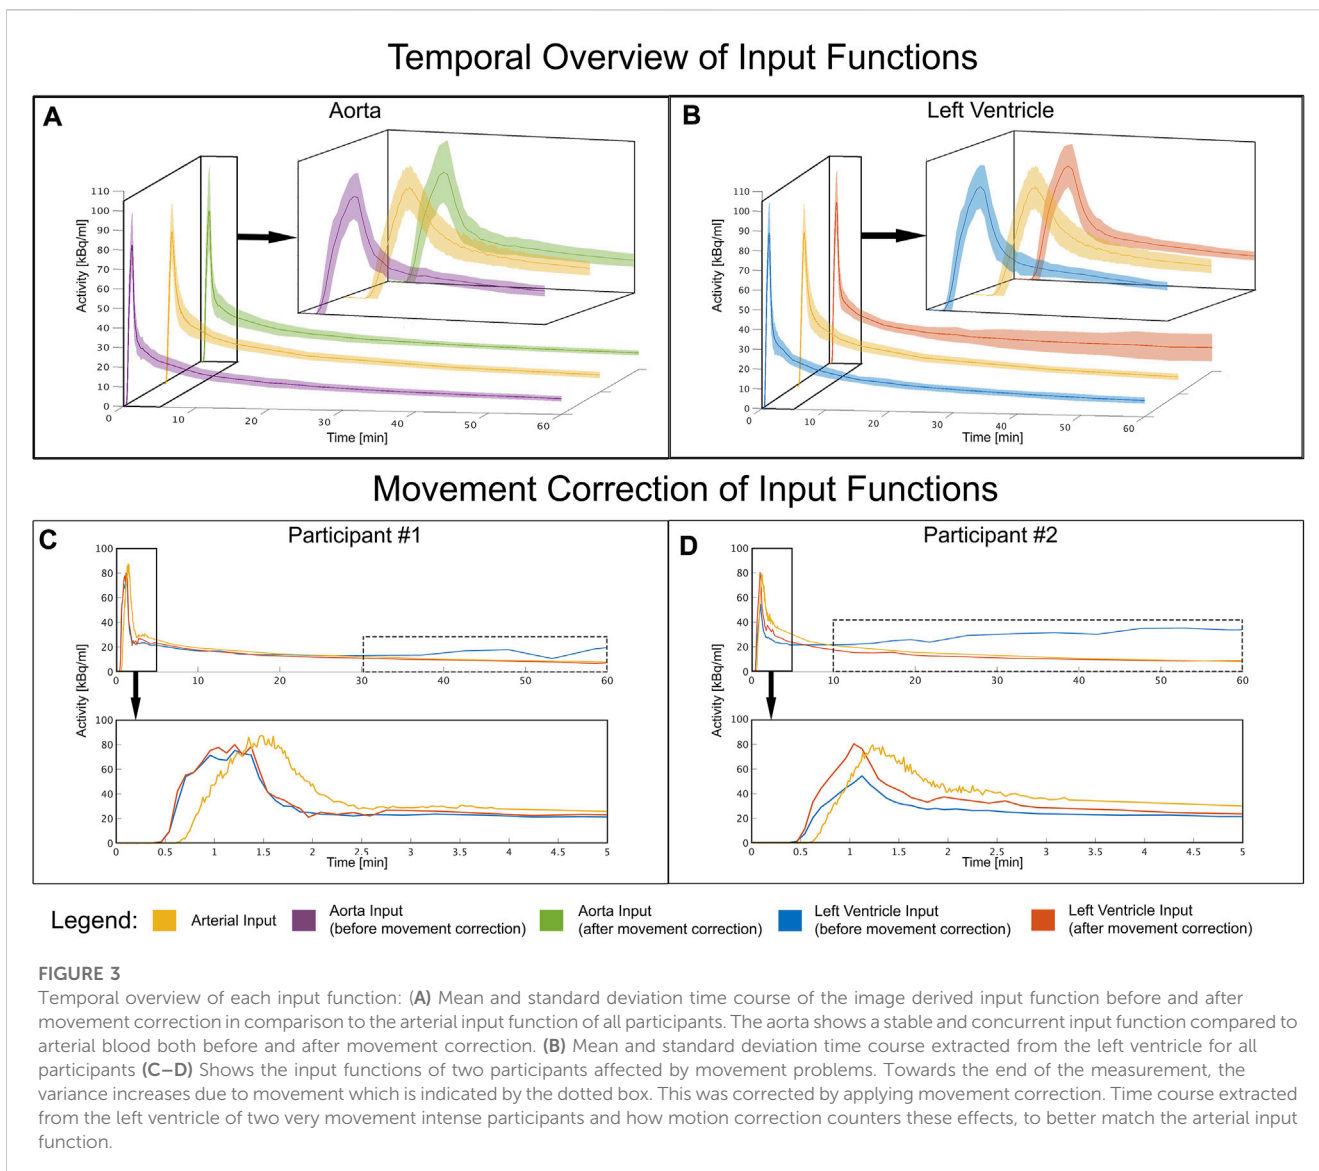 Temporal Overview of Input Functions
A
Aorta
Activity [kBq/ml]
110
100
90
80
70
60
50
40
30
20
10
0
0
10
20
30
40
50
60
Time [min]
B
Left Ventricle
Activity [kBq/ml]
110
100
90
80
70
60
50
40
30
20
10
0
0
10
20
30
40
50
60
Time [min]
Movement Correction of Input Functions
C
Participant #1
Activity [kBq/ml]
100
80
60
40
20
0
0
10
20
30
40
50
60
100
80
60
40
20
0
0
0.5
1
1.5
2
2.5
3
3.5
4
4.5
5
Time [min]
D
Participant #2
Activity [kBq/ml]
100
80
60
40
20
0
0
10
20
30
40
50
60
100
80
60
40
20
0
0
0.5
1
1.5
2
2.5
3
3.5
4
4.5
5
Time [min]
Legend:
Arterial Input
Aorta Input
(before movement correction)
Aorta Input
(after movement correction)
Left Ventricle Input
(before movement correction)
Left Ventricle Input
(after movement correction)
FIGURE 3
Temporal overview of each input function: (A) Mean and standard deviation time course of the image derived input function before and after
movement correction in comparison to the arterial input function of all participants. The aorta shows a stable and concurrent input function compared to
arterial blood both before and after movement correction. (B) Mean and standard deviation time course extracted from the left ventricle for all
participants (C–D) Shows the input functions of two participants affected by movement problems. Towards the end of the measurement, the
variance increases due to movement which is indicated by the dotted box. This was corrected by applying movement correction. Time course extracted
from the left ventricle of two very movement intense participants and how motion correction counters these effects, to better match the arterial input
function.